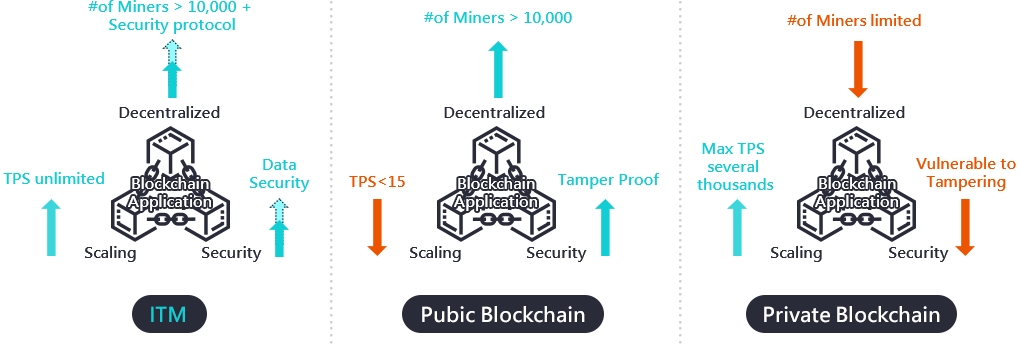 #of Miners > 10,000 +
Security protocol
Decentralized
TPS unlimited
Data
Security
Blockchain
Application
Scaling
Security
ITM
#of Miners > 10,000
Decentralized
TPS<15
Tamper Proof
Blockchain
Application
Scaling
Security
Pubic Blockchain
#of Miners limited
Decentralized
Max TPS
several
thousands
Vulnerable to
Tampering
Blockchain
Application
Scaling
Security
Private Blockchain